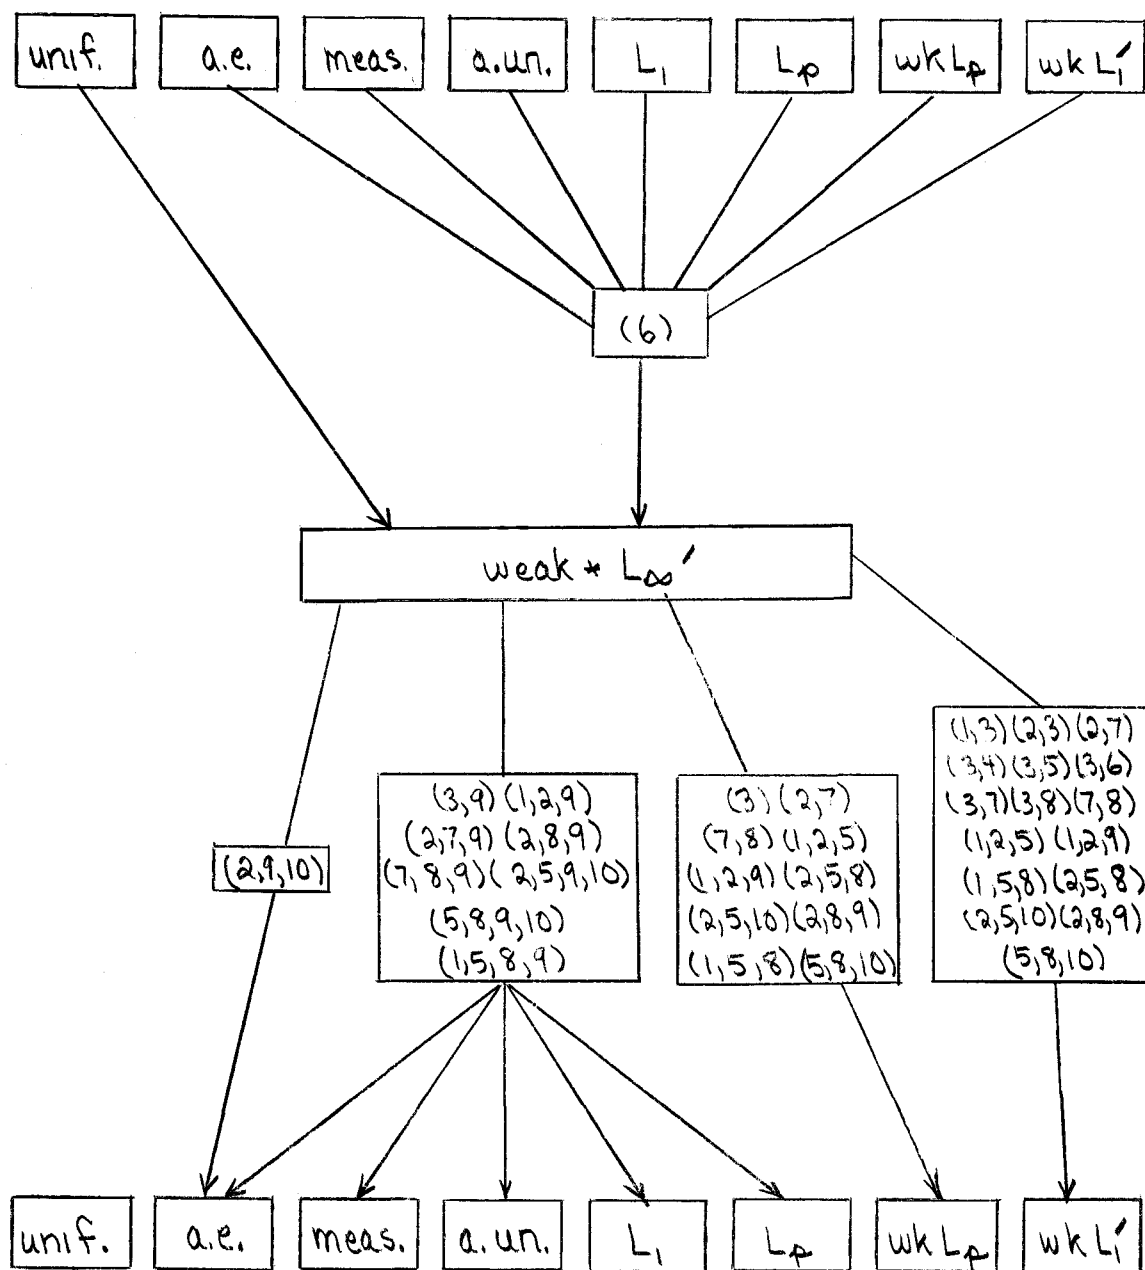 unif. a.e. meas. a.un. L₁ Lₚ wk Lₚ wk L₁′
(6)
weak * L∞′
(2,9,10)
(3,9) (1,2,9)
(2,7,9) (2,8,9)
(7,8,9) (2,5,9,10)
(5,8,9,10)
(1,5,8,9)
(3) (2,7)
(7,8) (1,2,5)
(1,2,9) (2,5,8)
(2,5,10) (2,8,9)
(1,5,8) (5,8,10)
(1,3) (2,3) (2,7)
(3,4) (3,5) (3,6)
(3,7) (3,8) (7,8)
(1,2,5) (1,2,9)
(1,5,8) (2,5,8)
(2,5,10) (2,8,9)
(5,8,10)
unif. a.e. meas. a.un. L₁ Lₚ wk Lₚ wk L₁′